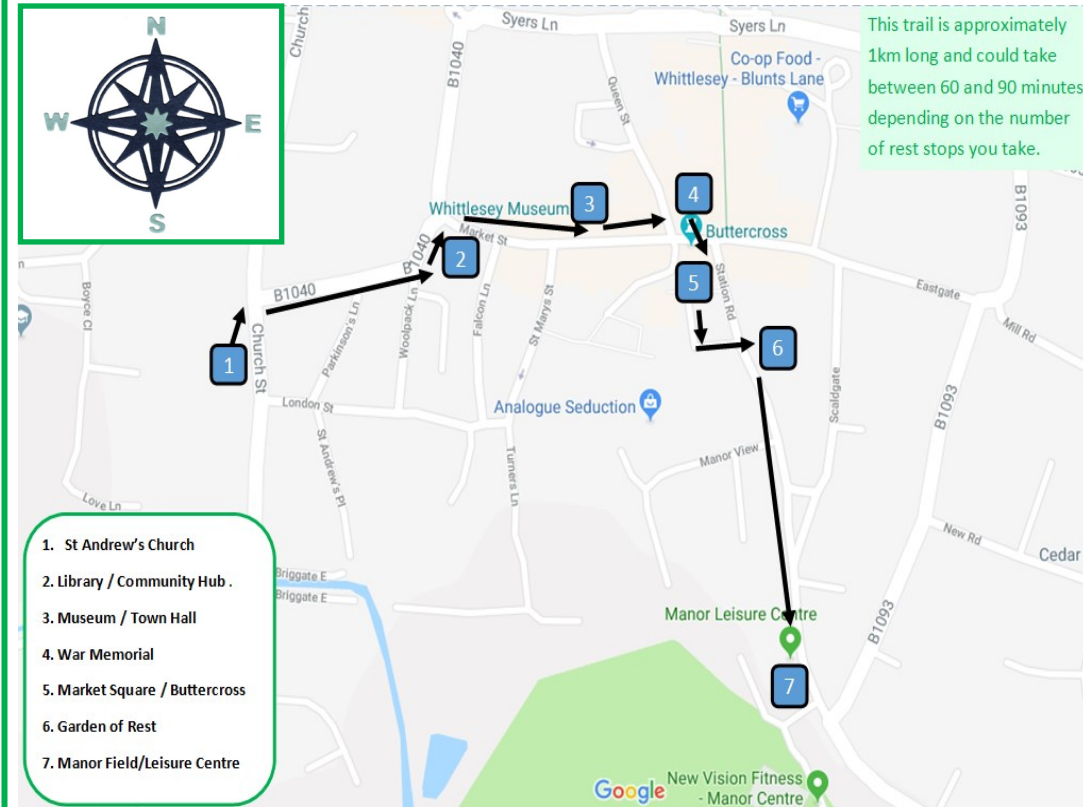 N
W
E
S
This trail is approximately
1km long and could take
between 60 and 90 minutes
depending on the number
of rest stops you take.
Church
B1040
Syers Ln
Syers Ln
Co-op Food -
Whittlesey - Blunts Lane
Queen St
B1093
Whittlesey Museum
3
4
Buttercross
Market St
2
B1040
B1040
5
Station Rd
Eastgate
Mill Rd
Boyce Cl
Church St
1
Parkinson's Ln
Woolpack Ln
Falcon Ln
St Marys St
6
Scaldgate
B1093
London St
Analogue Seduction
St Andrew's Pl
Turners Ln
Manor View
Love Ln
New Rd
Cedar
Briggate E
Briggate E
B1093
Manor Leisure Centre
7
New Vision Fitness
- Manor Centre
Google
1. St Andrew's Church
2. Library / Community Hub .
3. Museum / Town Hall
4. War Memorial
5. Market Square / Buttercross
6. Garden of Rest
7. Manor Field/Leisure Centre